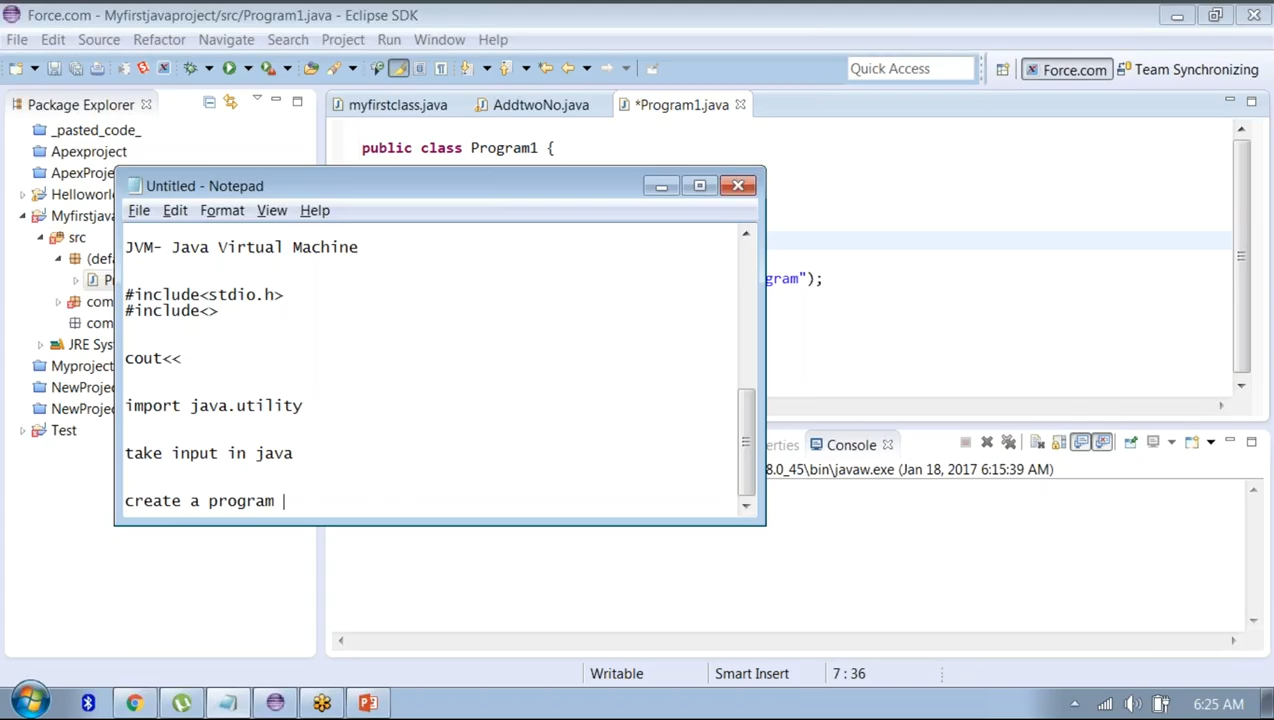 Force.com - Myfirstjavaproject/src/Program1.java - Eclipse SDK
File Edit Source Refactor Navigate Search Project Run Window Help
Quick Access
Force.com
Team Synchronizing
Package Explorer
_pasted_code_
Apexproject
ApexProje
Helloworl
Myfirstjava
src
(defa
Pr
com
com
JRE Sys
Myproject
NewProjec
NewProjec
Test
myfirstclass.java
AddtwoNo.java
*Program1.java
public class Program1 {
gram");
Untitled - Notepad
File Edit Format View Help
JVM- Java Virtual Machine
#include<stdio.h>
#include<>
cout<<
import java.utility
take input in java
create a program
erties
Console
8.0_45\bin\javaw.exe (Jan 18, 2017 6:15:39 AM)
Writable
Smart Insert
7 : 36
6:25 AM